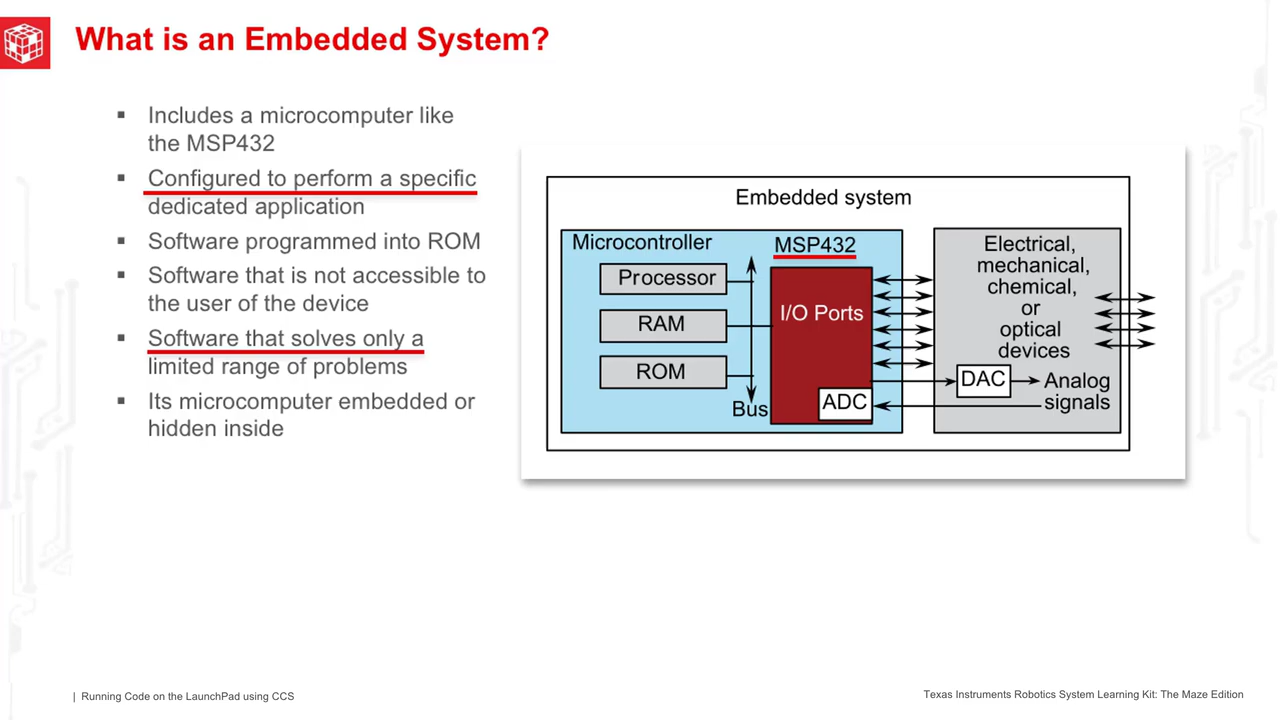 What is an Embedded System?
▪ Includes a microcomputer like
the MSP432
▪ Configured to perform a specific
dedicated application
▪ Software programmed into ROM
▪ Software that is not accessible to
the user of the device
▪ Software that solves only a
limited range of problems
▪ Its microcomputer embedded or
hidden inside
Embedded system
Microcontroller
MSP432
Processor
RAM
ROM
Bus
I/O Ports
ADC
Electrical,
mechanical,
chemical,
or
optical
devices
DAC
Analog
signals
| Running Code on the LaunchPad using CCS
Texas Instruments Robotics System Learning Kit: The Maze Edition